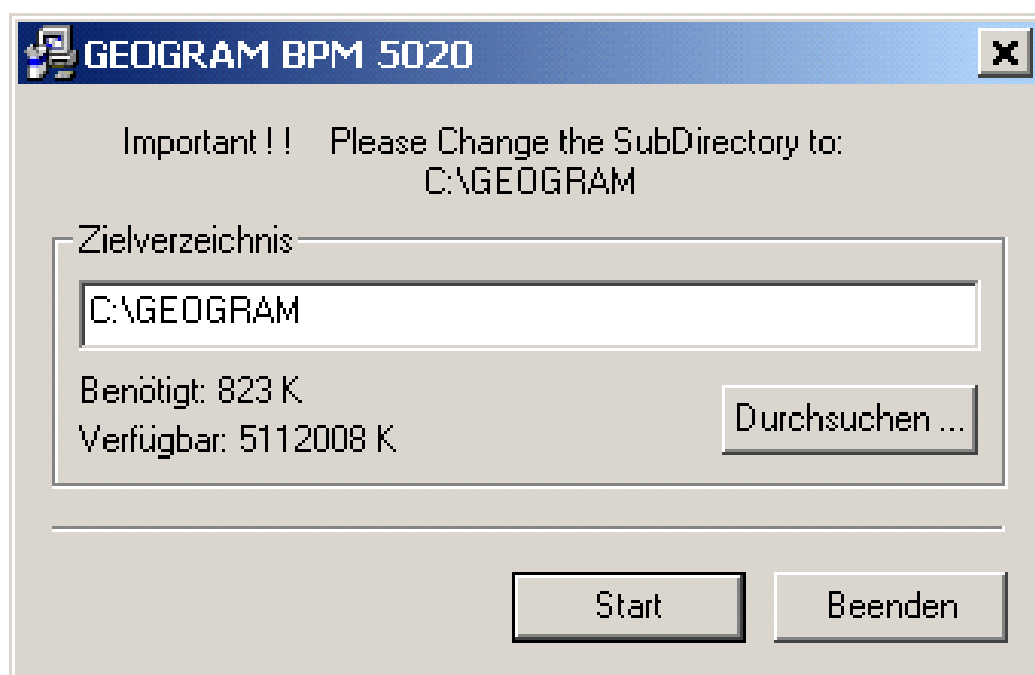 GEOGRAM BPM 5020
Important ! ! Please Change the SubDirectory to:
C:\GEOGRAM
Zielverzeichnis
C:\GEOGRAM
Benötigt: 823 K
Verfügbar: 5112008 K
Durchsuchen ...
Start
Beenden